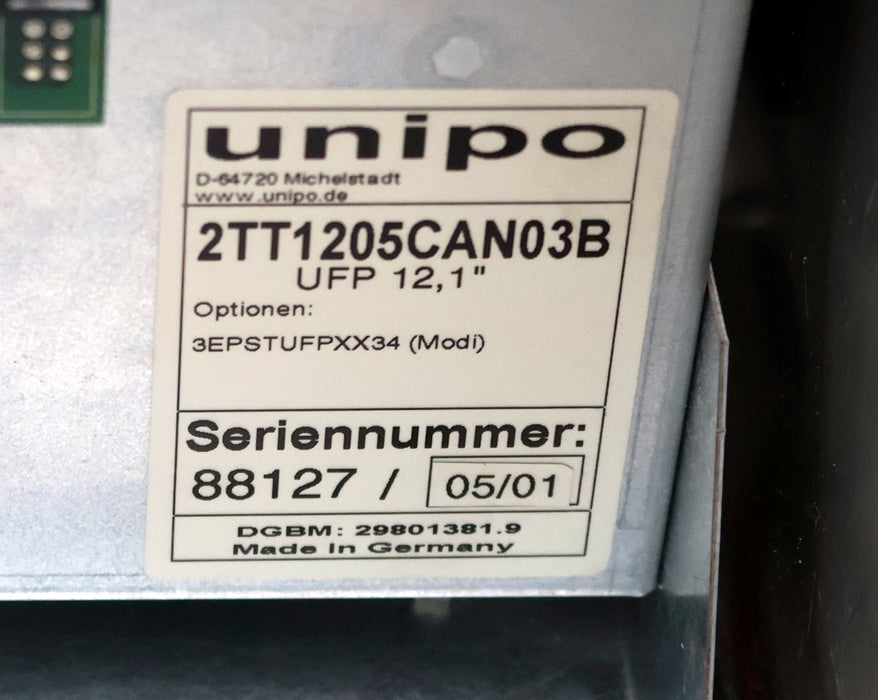 unipo
D-64720 Michelstadt
www.unipo.de
2TT1205CAN03B
UFP 12,1"
Optionen:
3EPSTUFPXX34 (Modi)
Seriennummer:
88127 / 05/01
DGBM: 29801381.9
Made in Germany